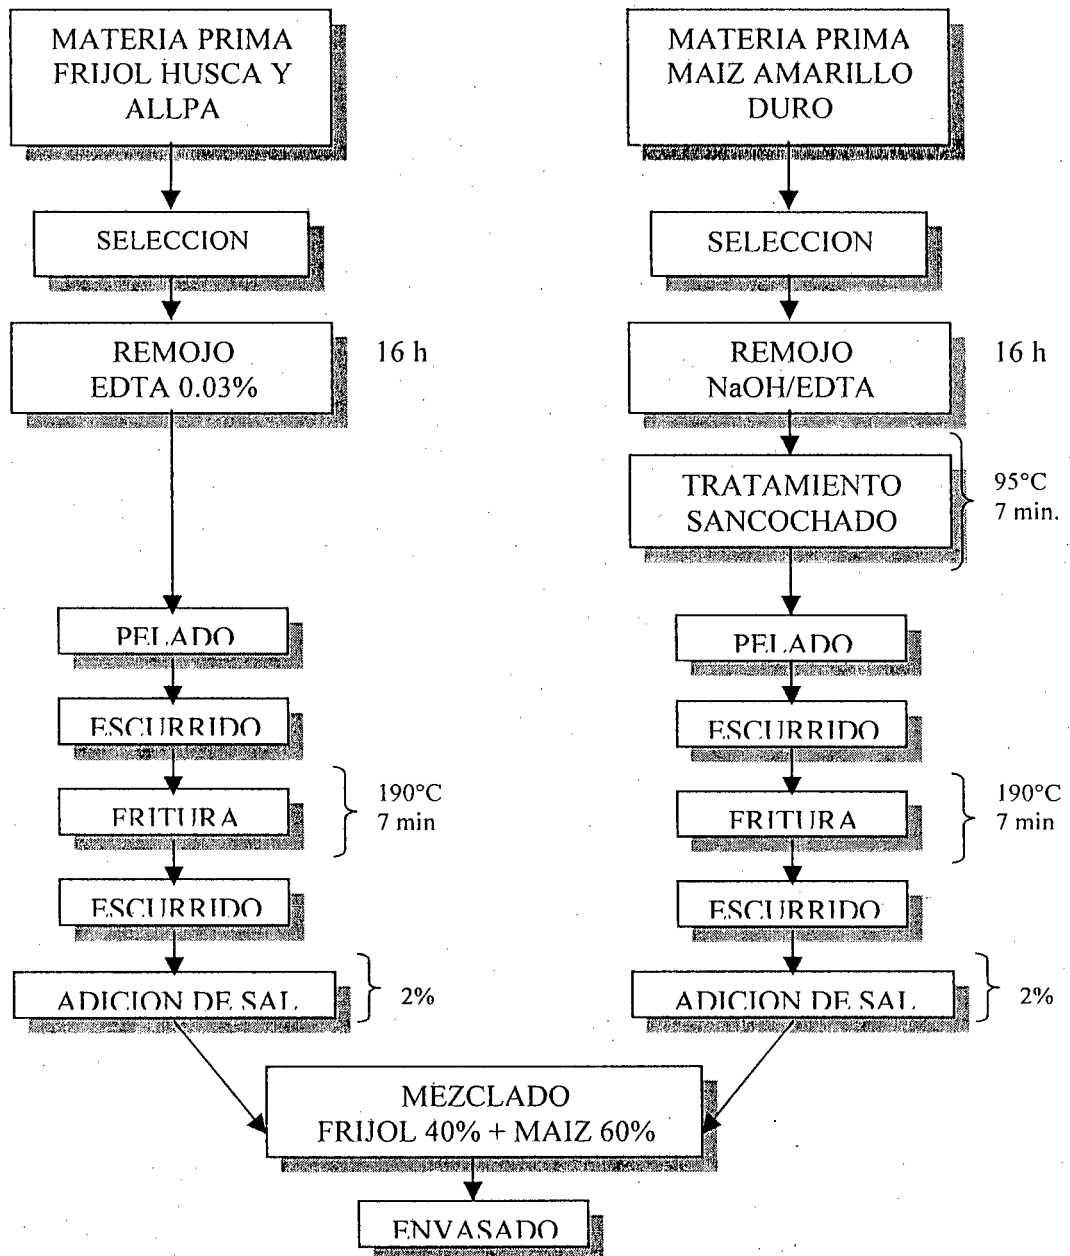 MATERIA PRIMA
FRIJOL HUSCA Y
ALLPA
SELECCION
REMOJO
EDTA 0.03%
16 h
PELADO
ESCURRIDO
FRITURA
190°C
7 min
ESCURRIDO
ADICION DE SAL
2%
MATERIA PRIMA
MAIZ AMARILLO
DURO
SELECCION
REMOJO
NaOH/EDTA
16 h
TRATAMIENTO
SANCOCHADO
95°C
7 min.
PELADO
ESCURRIDO
FRITURA
190°C
7 min
ESCURRIDO
ADICION DE SAL
2%
MEZCLADO
FRIJOL 40% + MAIZ 60%
ENVASADO